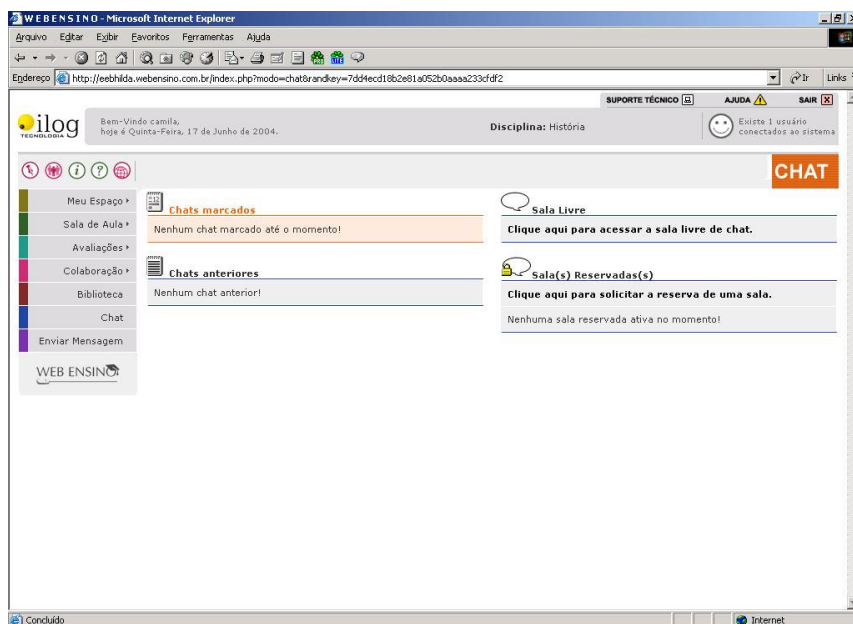 W E B E N S I N O - Microsoft Internet Explorer
Arquivo Editar Exibir Favoritos Ferramentas Ajuda
Endereço http://eebhilda.webensino.com.br/index.php?modo=chat&randkey=7dd4ecd18b2e81a052b0aaaa233cfdf2 Ir Links
SUPORTE TÉCNICO AJUDA SAIR
ilog
TECNOLOGIA
Bem-Vindo camila,
hoje é Quinta-Feira, 17 de Junho de 2004.
Disciplina: História
Existe 1 usuário
conectados ao sistema
CHAT
Meu Espaço
Sala de Aula
Avaliações
Colaboração
Biblioteca
Chat
Enviar Mensagem
WEB ENSINO
Chats marcados
Nenhum chat marcado até o momento!
Chats anteriores
Nenhum chat anterior!
Sala Livre
Clique aqui para acessar a sala livre de chat.
Sala(s) Reservadas(s)
Clique aqui para solicitar a reserva de uma sala.
Nenhuma sala reservada ativa no momento!
Concluído Internet